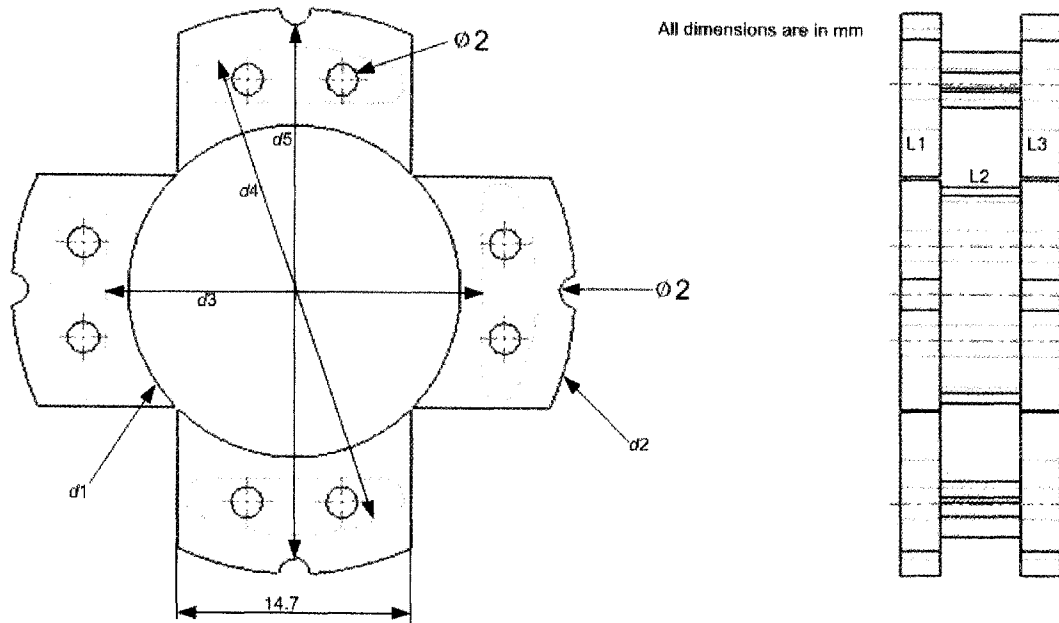 All dimensions are in mm
Ø2
d5
d4
L1
L3
L2
d3
Ø2
d2
d1
14.7